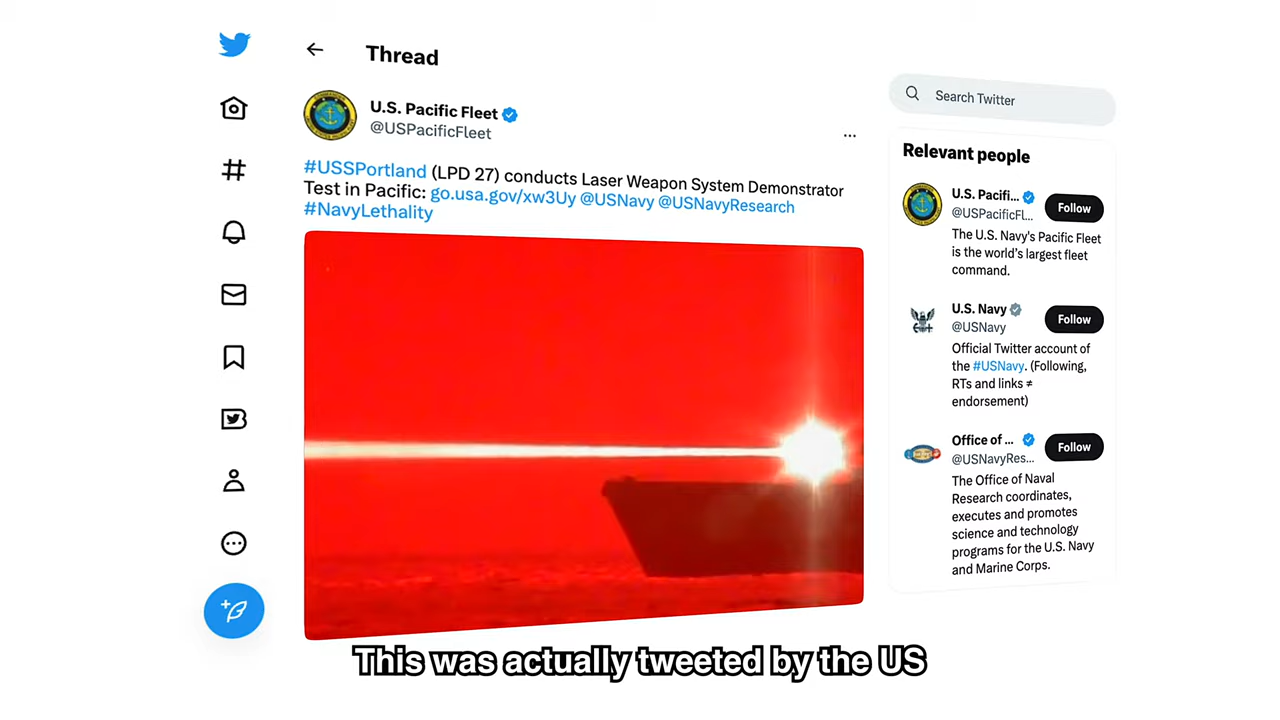 Thread
U.S. Pacific Fleet
@USPacificFleet
...
#USSPortland (LPD 27) conducts Laser Weapon System Demonstrator
Test in Pacific: go.usa.gov/xw3Uy @USNavy @USNavyResearch
#NavyLethality
Search Twitter
Relevant people
U.S. Pacifi...
@USPacificFL...
Follow
The U.S. Navy's Pacific Fleet
is the world's largest fleet
command.
U.S. Navy
@USNavy
Follow
Official Twitter account of
the #USNavy. (Following,
RTs and links ≠
endorsement)
Office of ...
@USNavyRes...
Follow
The Office of Naval
Research coordinates,
executes and promotes
science and technology
programs for the U.S. Navy
and Marine Corps.
This was actually tweeted by the US